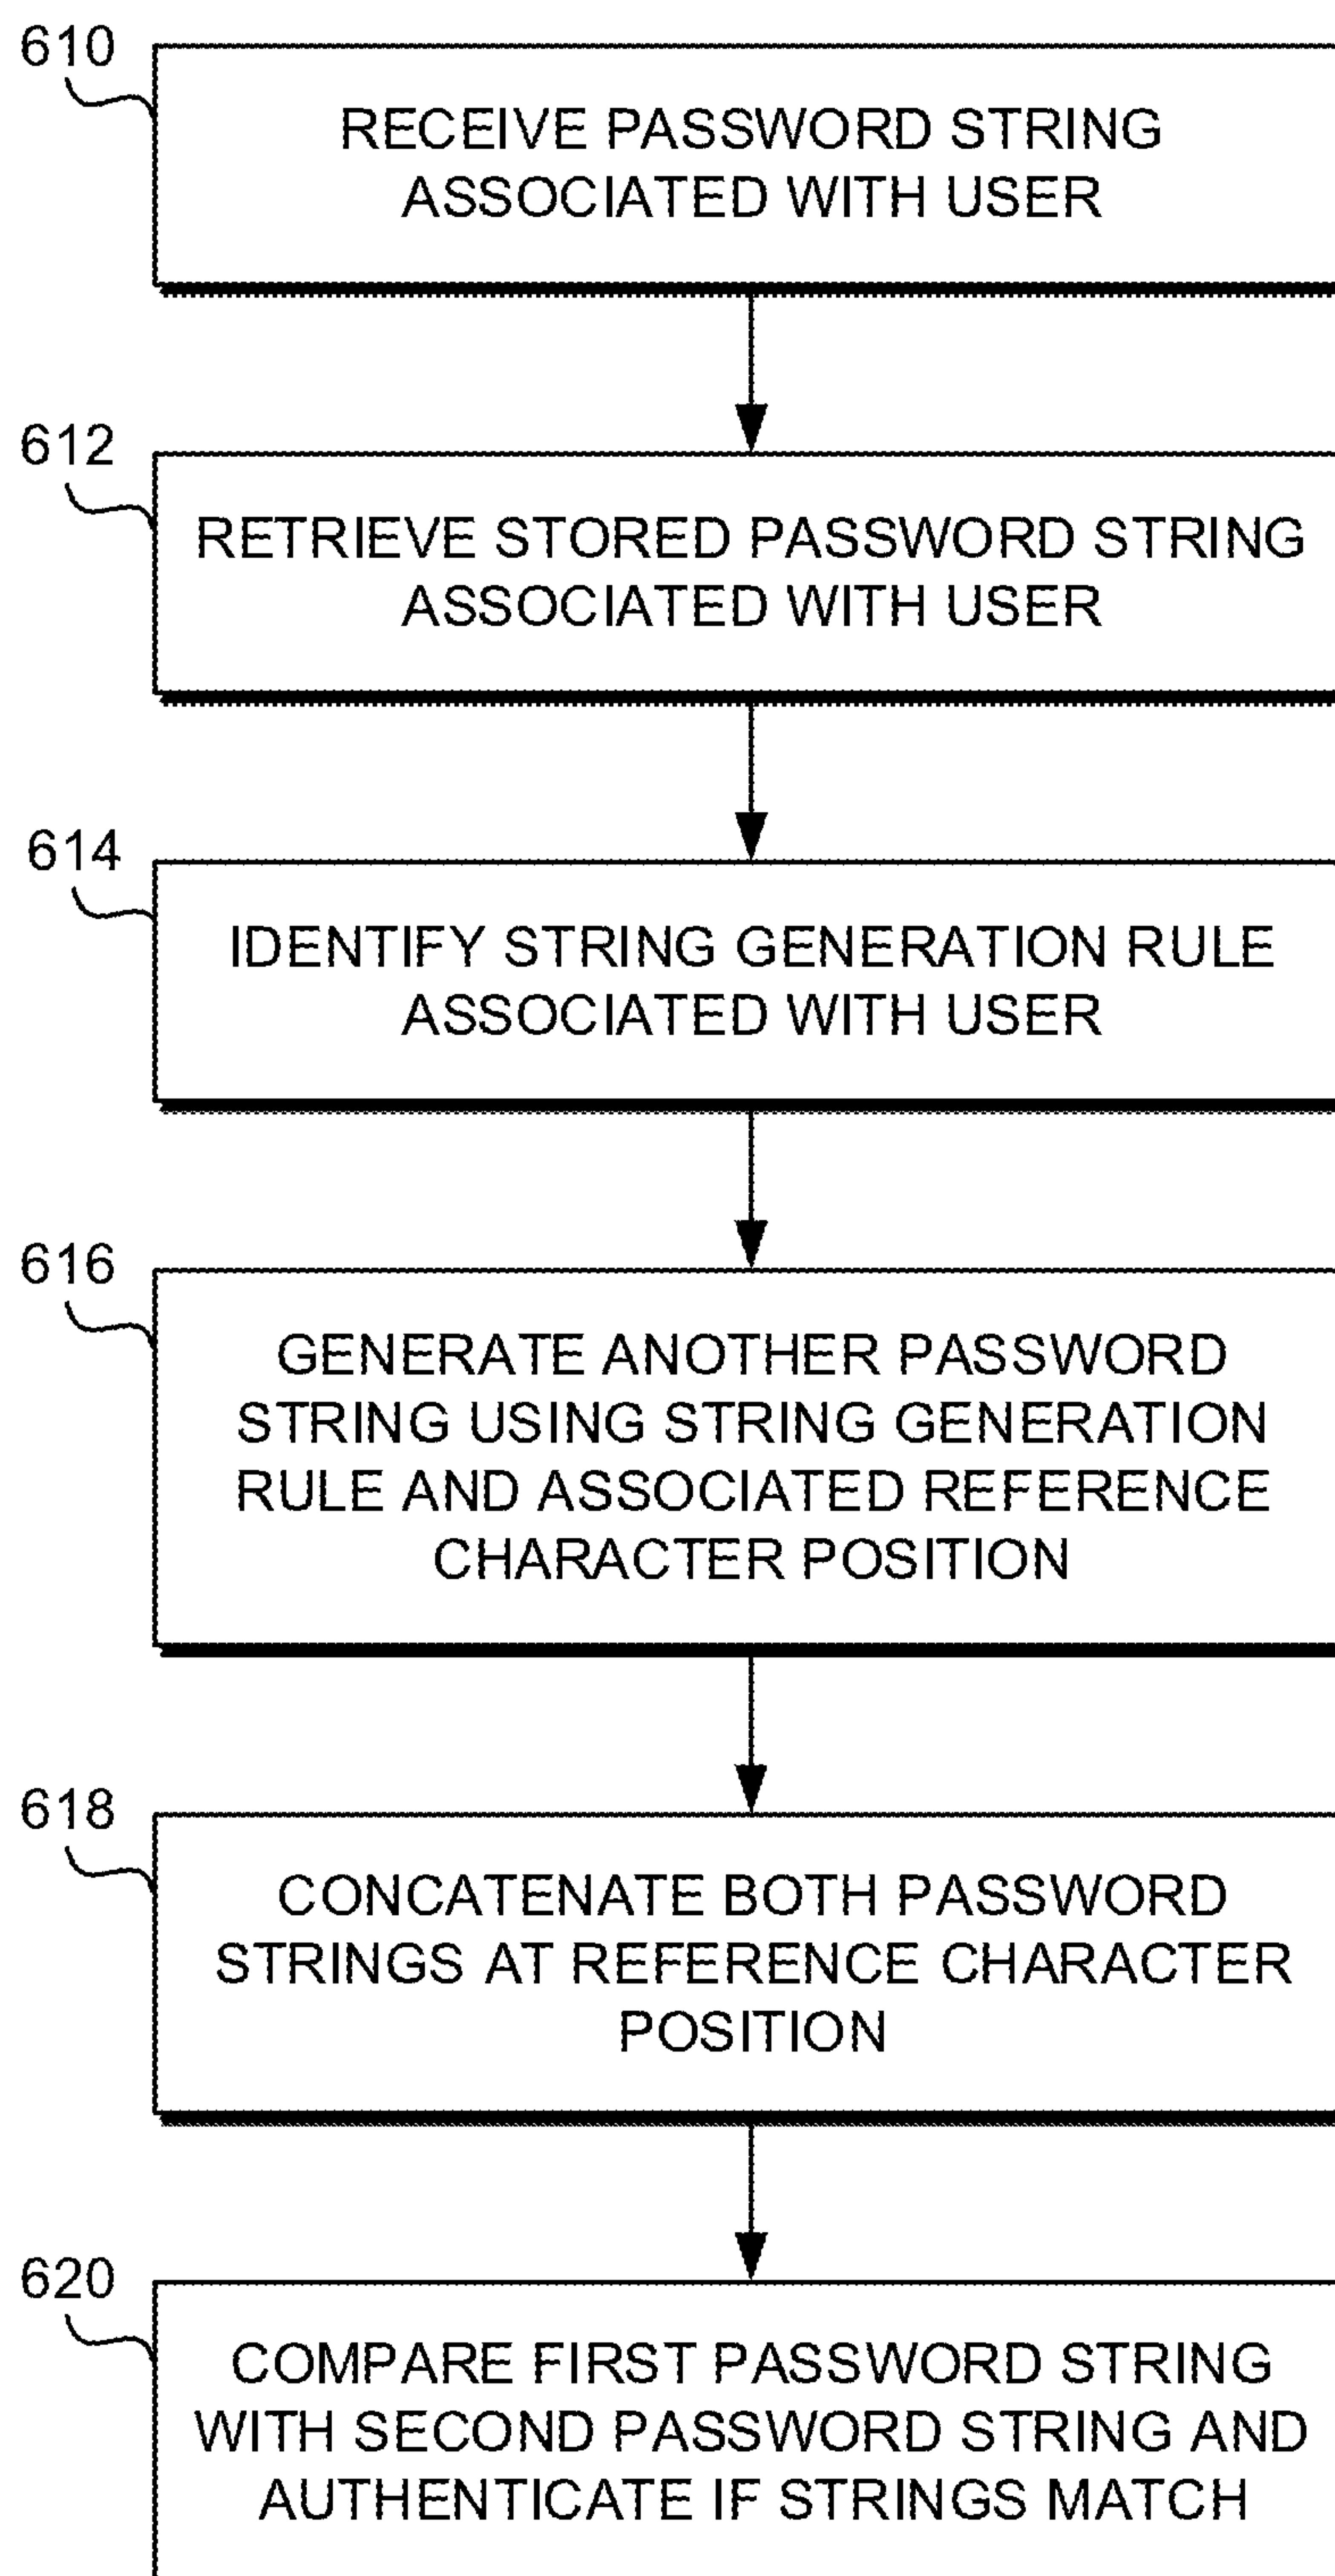 610
RECEIVE PASSWORD STRING
ASSOCIATED WITH USER
612
RETRIEVE STORED PASSWORD STRING
ASSOCIATED WITH USER
614
IDENTIFY STRING GENERATION RULE
ASSOCIATED WITH USER
616
GENERATE ANOTHER PASSWORD
STRING USING STRING GENERATION
RULE AND ASSOCIATED REFERENCE
CHARACTER POSITION
618
CONCATENATE BOTH PASSWORD
STRINGS AT REFERENCE CHARACTER
POSITION
620
COMPARE FIRST PASSWORD STRING
WITH SECOND PASSWORD STRING AND
AUTHENTICATE IF STRINGS MATCH